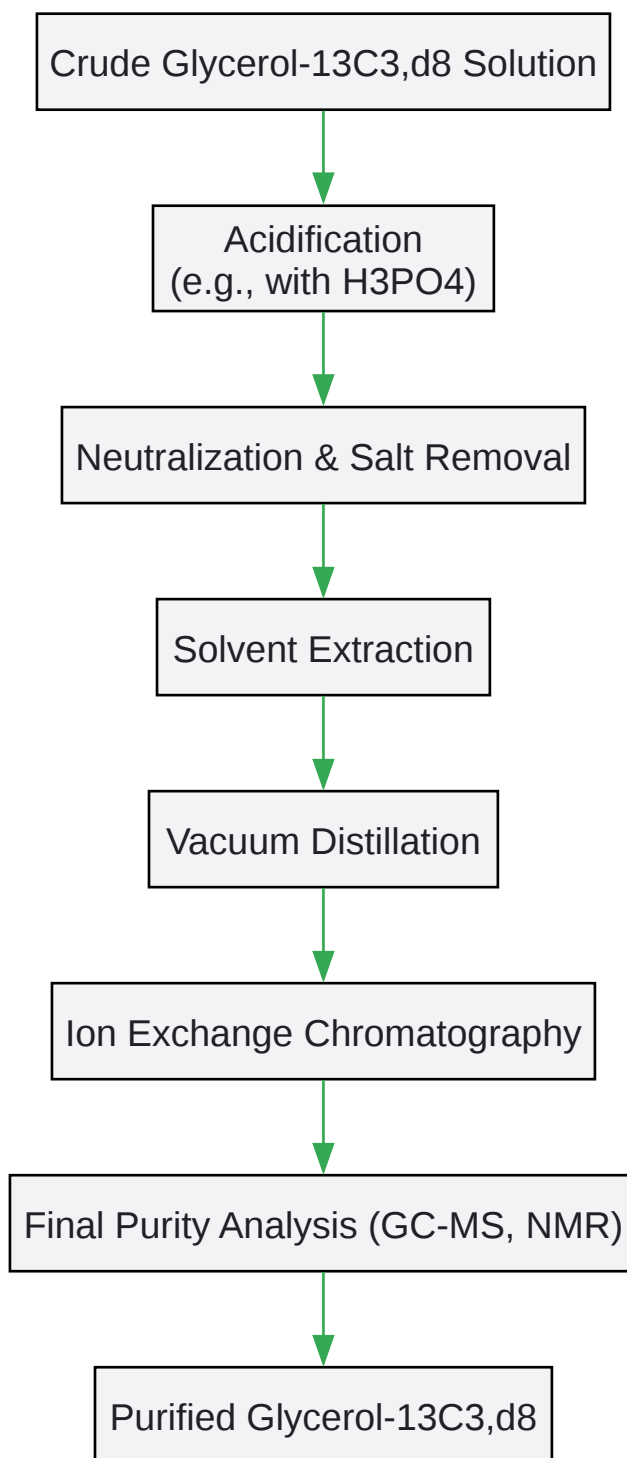 Crude Glycerol-13C3,d8 Solution
Acidification
(e.g., with H3PO4)
Neutralization & Salt Removal
Solvent Extraction
Vacuum Distillation
Ion Exchange Chromatography
Final Purity Analysis (GC-MS, NMR)
Purified Glycerol-13C3,d8